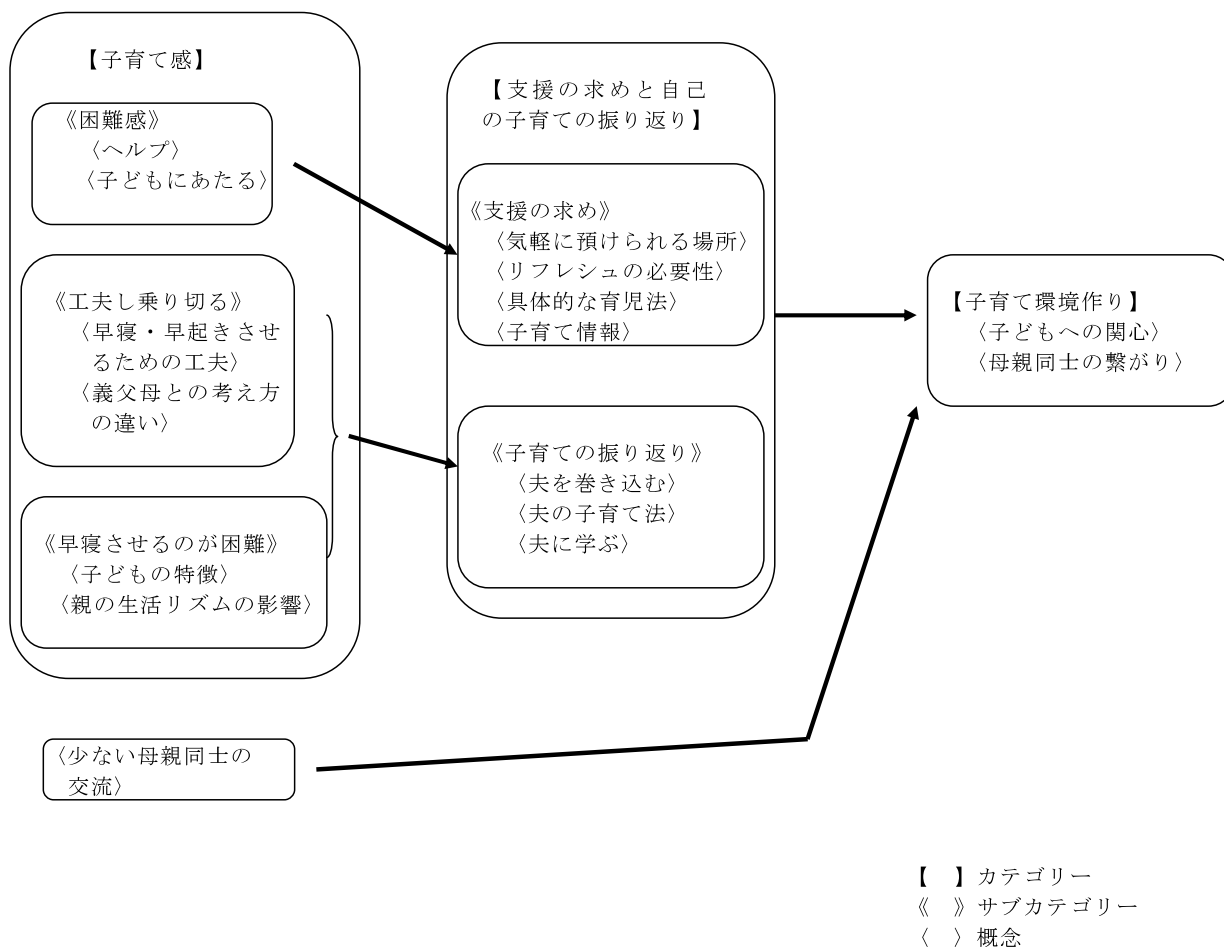 【子育て感】
《困難感》
〈ヘルプ〉
〈子どもにあたる〉
《工夫し乗り切る》
〈早寝・早起きさせ
るための工夫〉
〈義父母との考え方
の違い〉
《早寝させるのが困難》
〈子どもの特徴〉
〈親の生活リズムの影響〉
〈少ない母親同士の
交流〉
【支援の求めと自己
の子育ての振り返り】
《支援の求め》
〈気軽に預けられる場所〉
〈リフレシュの必要性〉
〈具体的な育児法〉
〈子育て情報〉
《子育ての振り返り》
〈夫を巻き込む〉
〈夫の子育て法〉
〈夫に学ぶ〉
【子育て環境作り】
〈子どもへの関心〉
〈母親同士の繋がり〉
【　】カテゴリー
《　》サブカテゴリー
〈　〉概念